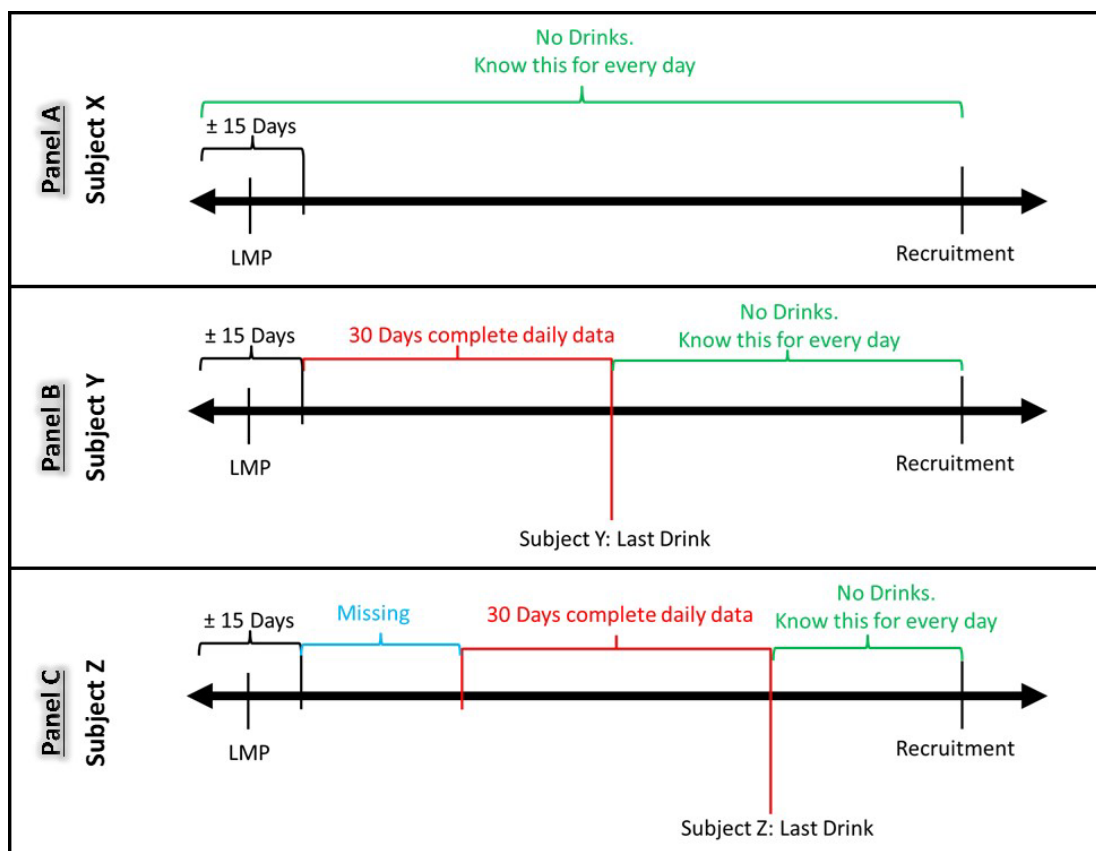 Panel A
Subject X
No Drinks.
Know this for every day
± 15 Days
LMP
Recruitment
Panel B
Subject Y
± 15 Days
30 Days complete daily data
No Drinks.
Know this for every day
LMP
Recruitment
Subject Y: Last Drink
Panel C
Subject Z
± 15 Days
Missing
30 Days complete daily data
No Drinks.
Know this for every day
LMP
Recruitment
Subject Z: Last Drink